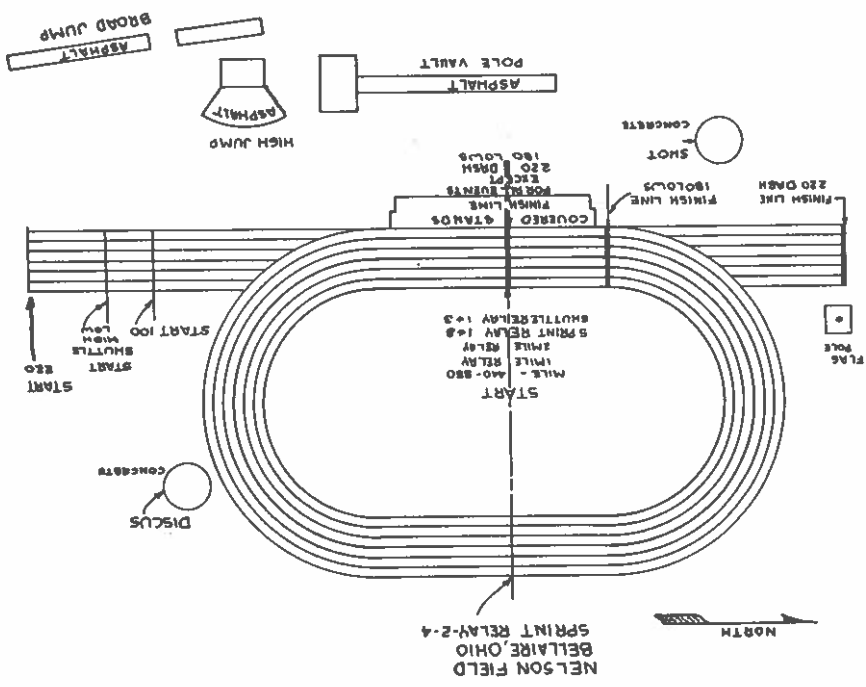 NELSON FIELD
BELLAIRE, OHIO
SPRINT RELAY-2-4
NORTH
DISCUS
CONCRETE
START
MILE - 440-880
1 MILE RELAY
2 MILE RELAY
SPRINT RELAY 1+3
SHUTTLE RELAY 1+3
FLAG
POLE
START
220
START
SHUTTLE
HIGH
LOW
START 100
COVERED STANDS
FINISH LINE
FOR ALL EVENTS
EXCEPT
220 DASH
180 LOWS
FINISH LINE
180 LOWS
FINISH LINE
220 DASH
SHOT
CONCRETE
HIGH JUMP
ASPHALT
ASPHALT
POLE VAULT
ASPHALT
BROAD JUMP